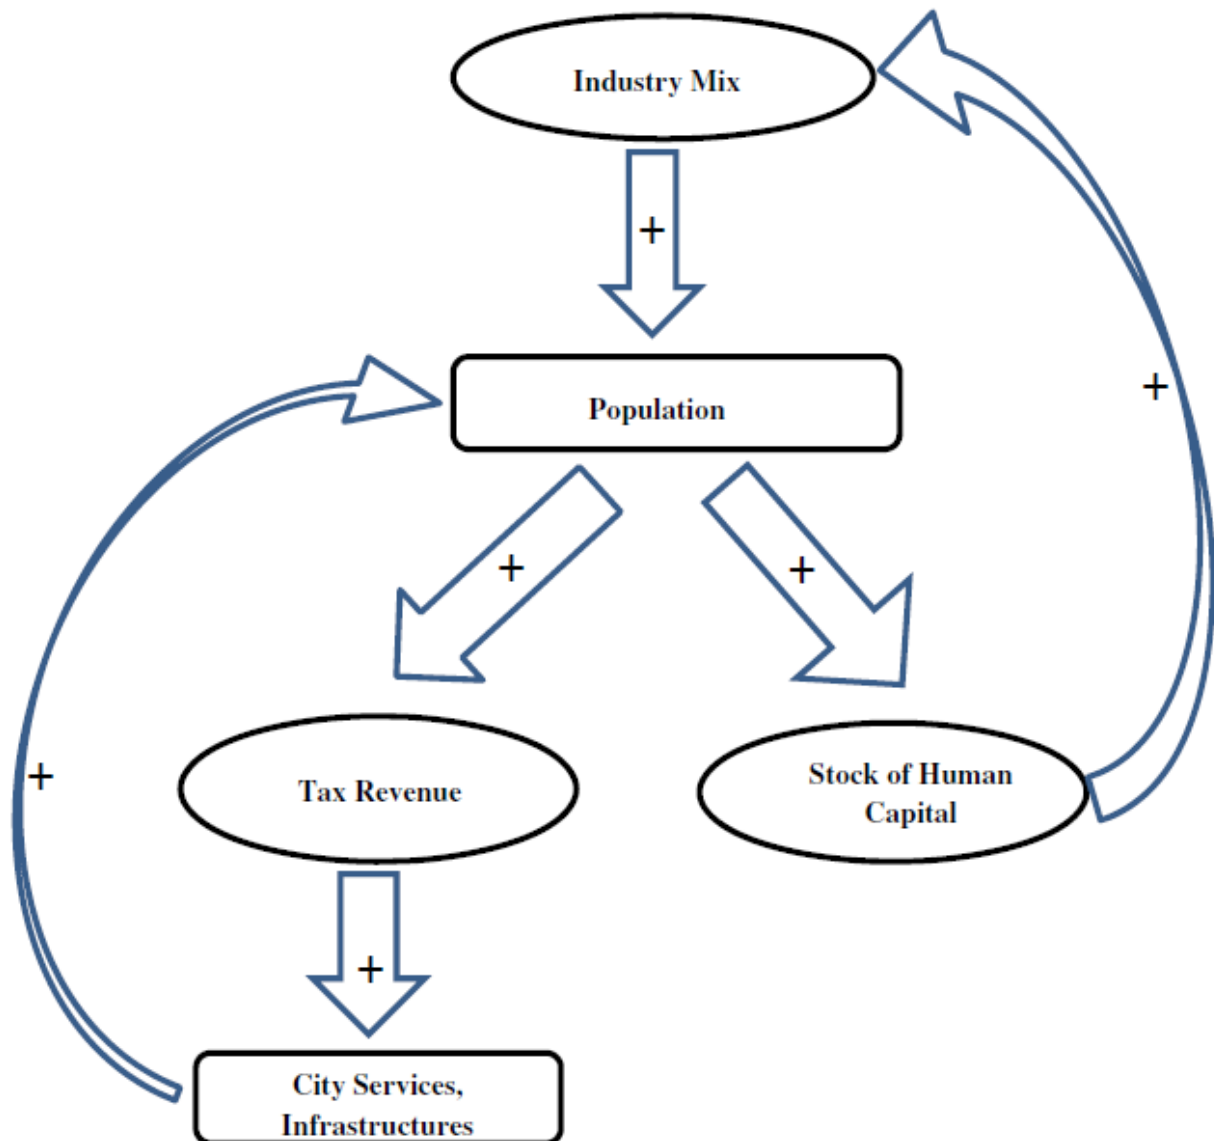 Industry Mix
+
Population
+
+
+
+
Tax Revenue
Stock of Human
Capital
+
City Services,
Infrastructures